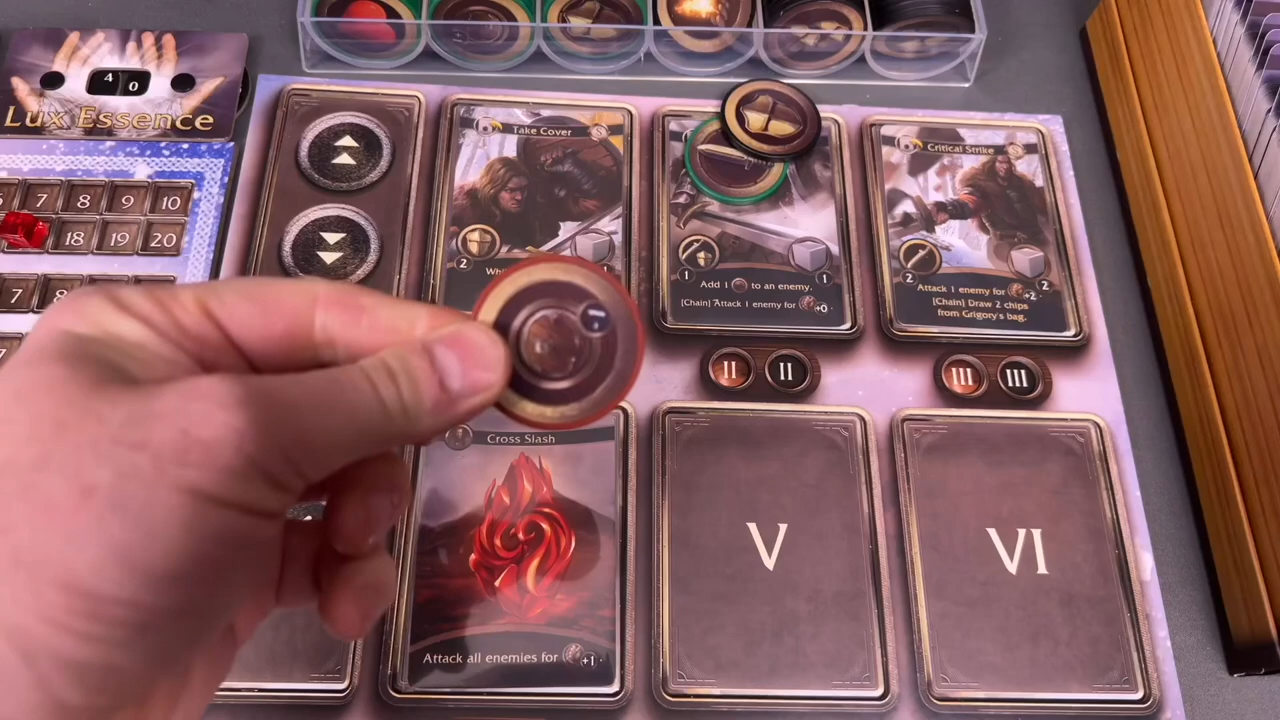 4 0
Lux Essence
7 8 9 10
18 19 20
7
Take Cover
2
1 1
Add 1 to an enemy.
[Chain] Attack 1 enemy for +0
Critical Strike
S
2 2
Attack 1 enemy for +2.
[Chain] Draw 2 chips
from Grigory's bag.
II II
III III
Cross Slash
Attack all enemies for +1.
V
VI